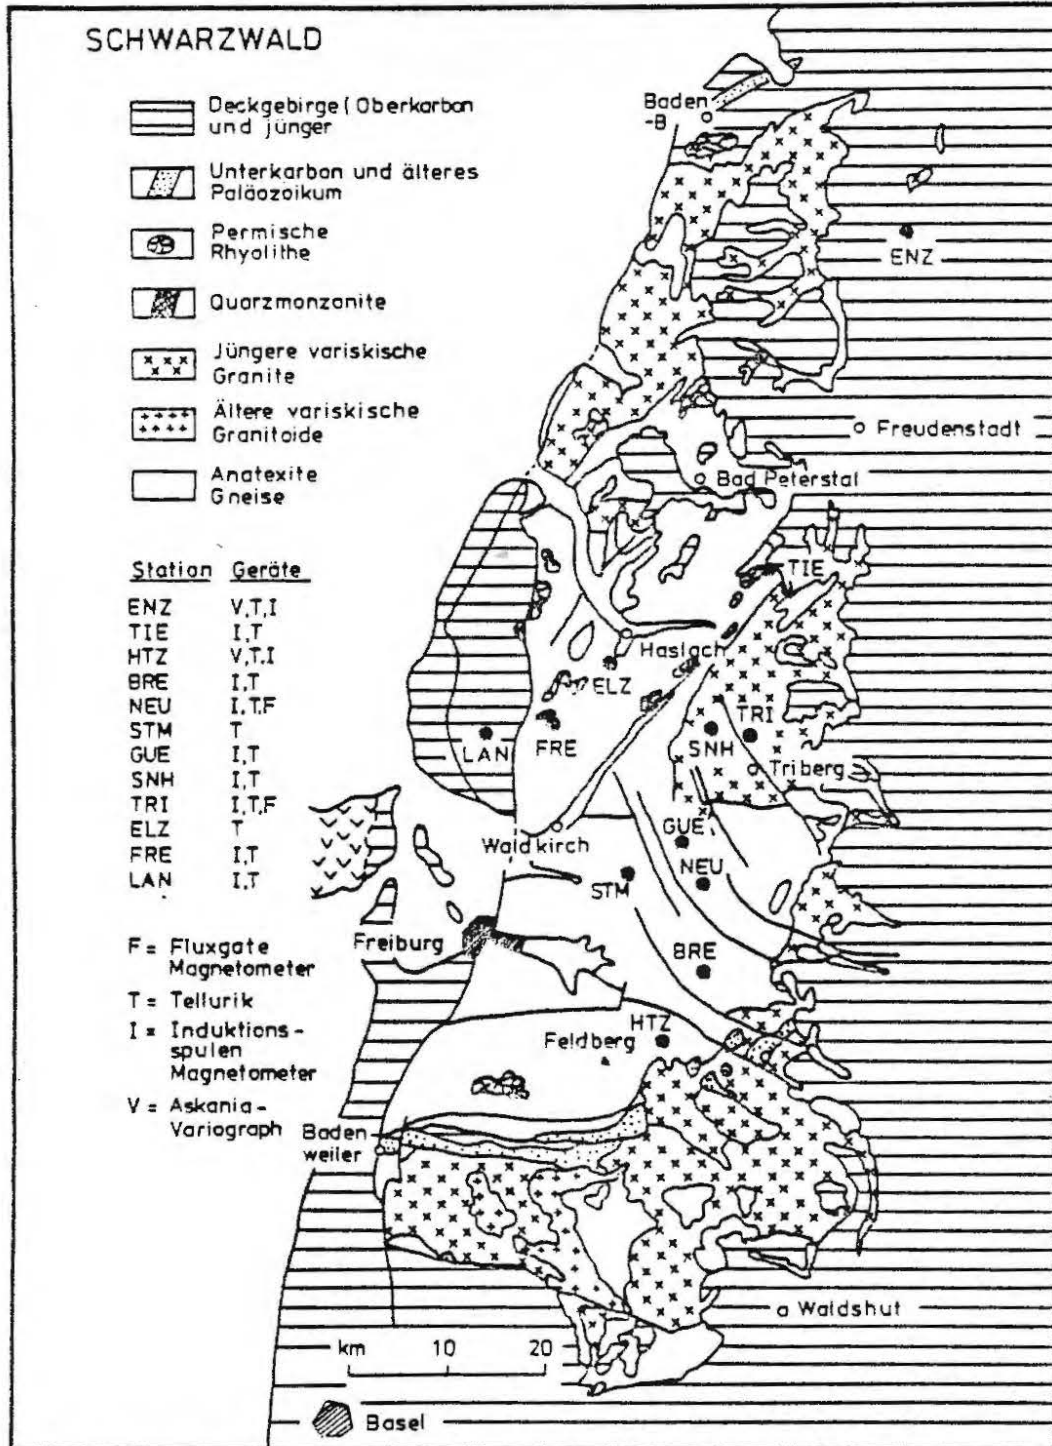 SCHWARZWALD
Deckgebirge (Oberkarbon
und jünger
Unterkarbon und älteres
Paläozoikum
Permische
Rhyolithe
Quarzmonzanite
Jüngere variskische
Granite
Ältere variskische
Granitoide
Anatexite
Gneise
Station Geräte
ENZ V,T,I
TIE I,T
HTZ V,T,I
BRE I,T
NEU I,T,F
STM T
GUE I,T
SNH I,T
TRI I,T,F
ELZ T
FRE I,T
LAN I,T
F = Fluxgate
Magnetometer
T = Tellurik
I = Induktions-
spulen
Magnetometer
V = Askania-
Variograph
Baden
-B
ENZ
Freudenstadt
Bad Peterstal
TIE
Haslach
ELZ
TRI
LAN
FRE
SNH
Triberg
GUE
Waldkirch
NEU
STM
Freiburg
BRE
HTZ
Feldberg
Baden
weiler
Waldshut
km 10 20
Basel